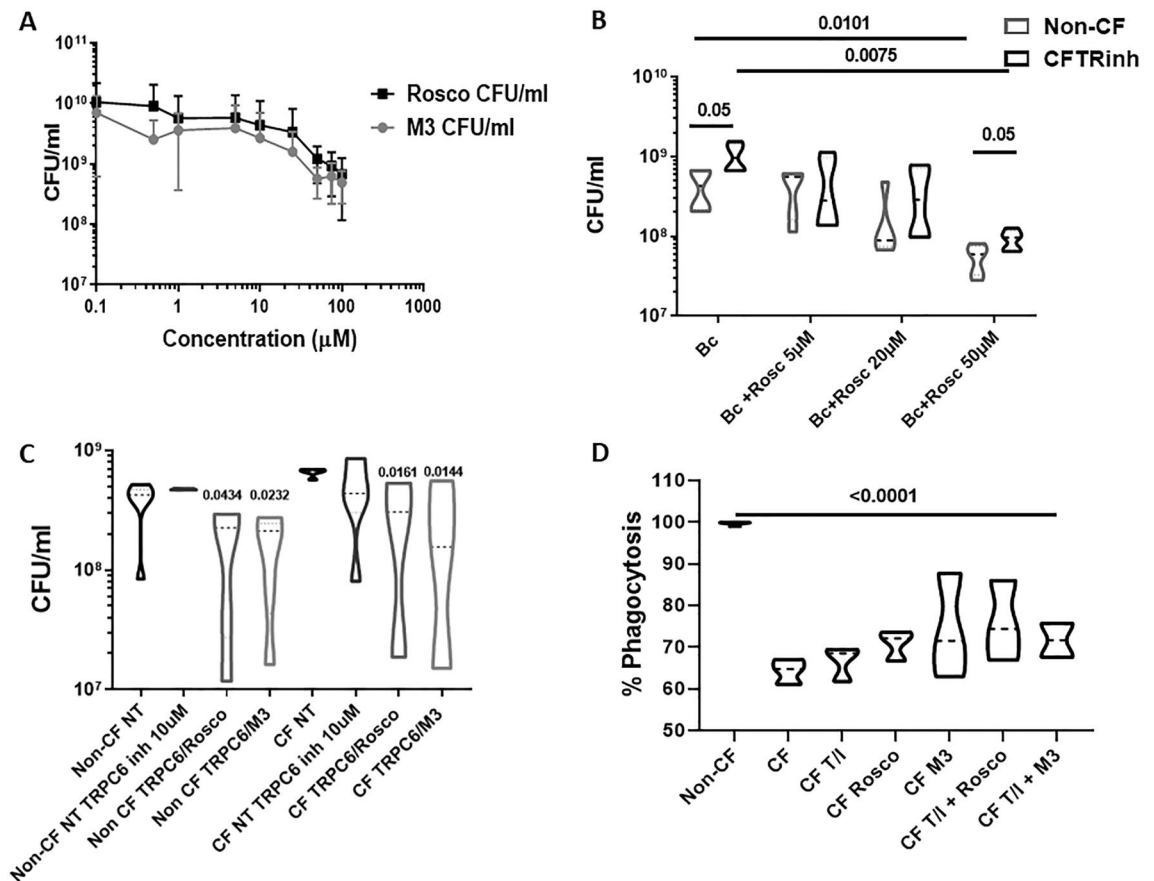 A
10¹¹
10¹⁰
10⁹
10⁸
10⁷
CFU/ml
0.1 1 10 100 1000
Concentration (μM)
Rosco CFU/ml
M3 CFU/ml
B
Non-CF
CFTRinh
0.0101
0.0075
0.05
0.05
10¹⁰
10⁹
10⁸
10⁷
CFU/ml
Bc
Bc +Rosc 5μM
Bc+Rosc 20μM
Bc+Rosc 50μM
C
10⁹
10⁸
10⁷
CFU/ml
0.0434 0.0232
0.0161 0.0144
Non-CF NT
Non-CF NT TRPC6 inh 10uM
Non CF TRPC6/Rosco
Non CF TRPC6/M3
CF NT
CF NT TRPC6 inh 10uM
CF TRPC6/Rosco
CF TRPC6/M3
D
<0.0001
110
100
90
80
70
60
50
% Phagocytosis
Non-CF
CF
CF T/I
CF Rosco
CF M3
CF T/I + Rosco
CF T/I + M3